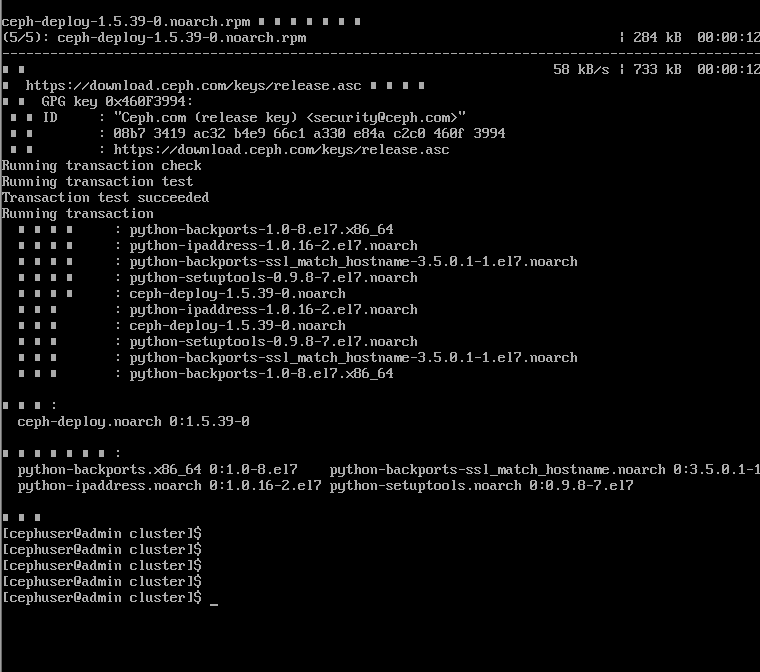 ceph-deploy-1.5.39-0.noarch.rpm
(5/5): ceph-deploy-1.5.39-0.noarch.rpm | 284 kB 00:00:12
--------------------------------------------------------------------------------
58 kB/s | 733 kB 00:00:12
https://download.ceph.com/keys/release.asc
GPG key 0x460F3994:
ID : "Ceph.com (release key) <security@ceph.com>"
: 08b7 3419 ac32 b4e9 66c1 a330 e84a c2c0 460f 3994
: https://download.ceph.com/keys/release.asc
Running transaction check
Running transaction test
Transaction test succeeded
Running transaction
: python-backports-1.0-8.el7.x86_64
: python-ipaddress-1.0.16-2.el7.noarch
: python-backports-ssl_match_hostname-3.5.0.1-1.el7.noarch
: python-setuptools-0.9.8-7.el7.noarch
: ceph-deploy-1.5.39-0.noarch
: python-ipaddress-1.0.16-2.el7.noarch
: ceph-deploy-1.5.39-0.noarch
: python-setuptools-0.9.8-7.el7.noarch
: python-backports-ssl_match_hostname-3.5.0.1-1.el7.noarch
: python-backports-1.0-8.el7.x86_64
:
ceph-deploy.noarch 0:1.5.39-0
:
python-backports.x86_64 0:1.0-8.el7 python-backports-ssl_match_hostname.noarch 0:3.5.0.1-1
python-ipaddress.noarch 0:1.0.16-2.el7 python-setuptools.noarch 0:0.9.8-7.el7
[cephuser@admin cluster]$
[cephuser@admin cluster]$
[cephuser@admin cluster]$
[cephuser@admin cluster]$
[cephuser@admin cluster]$ _